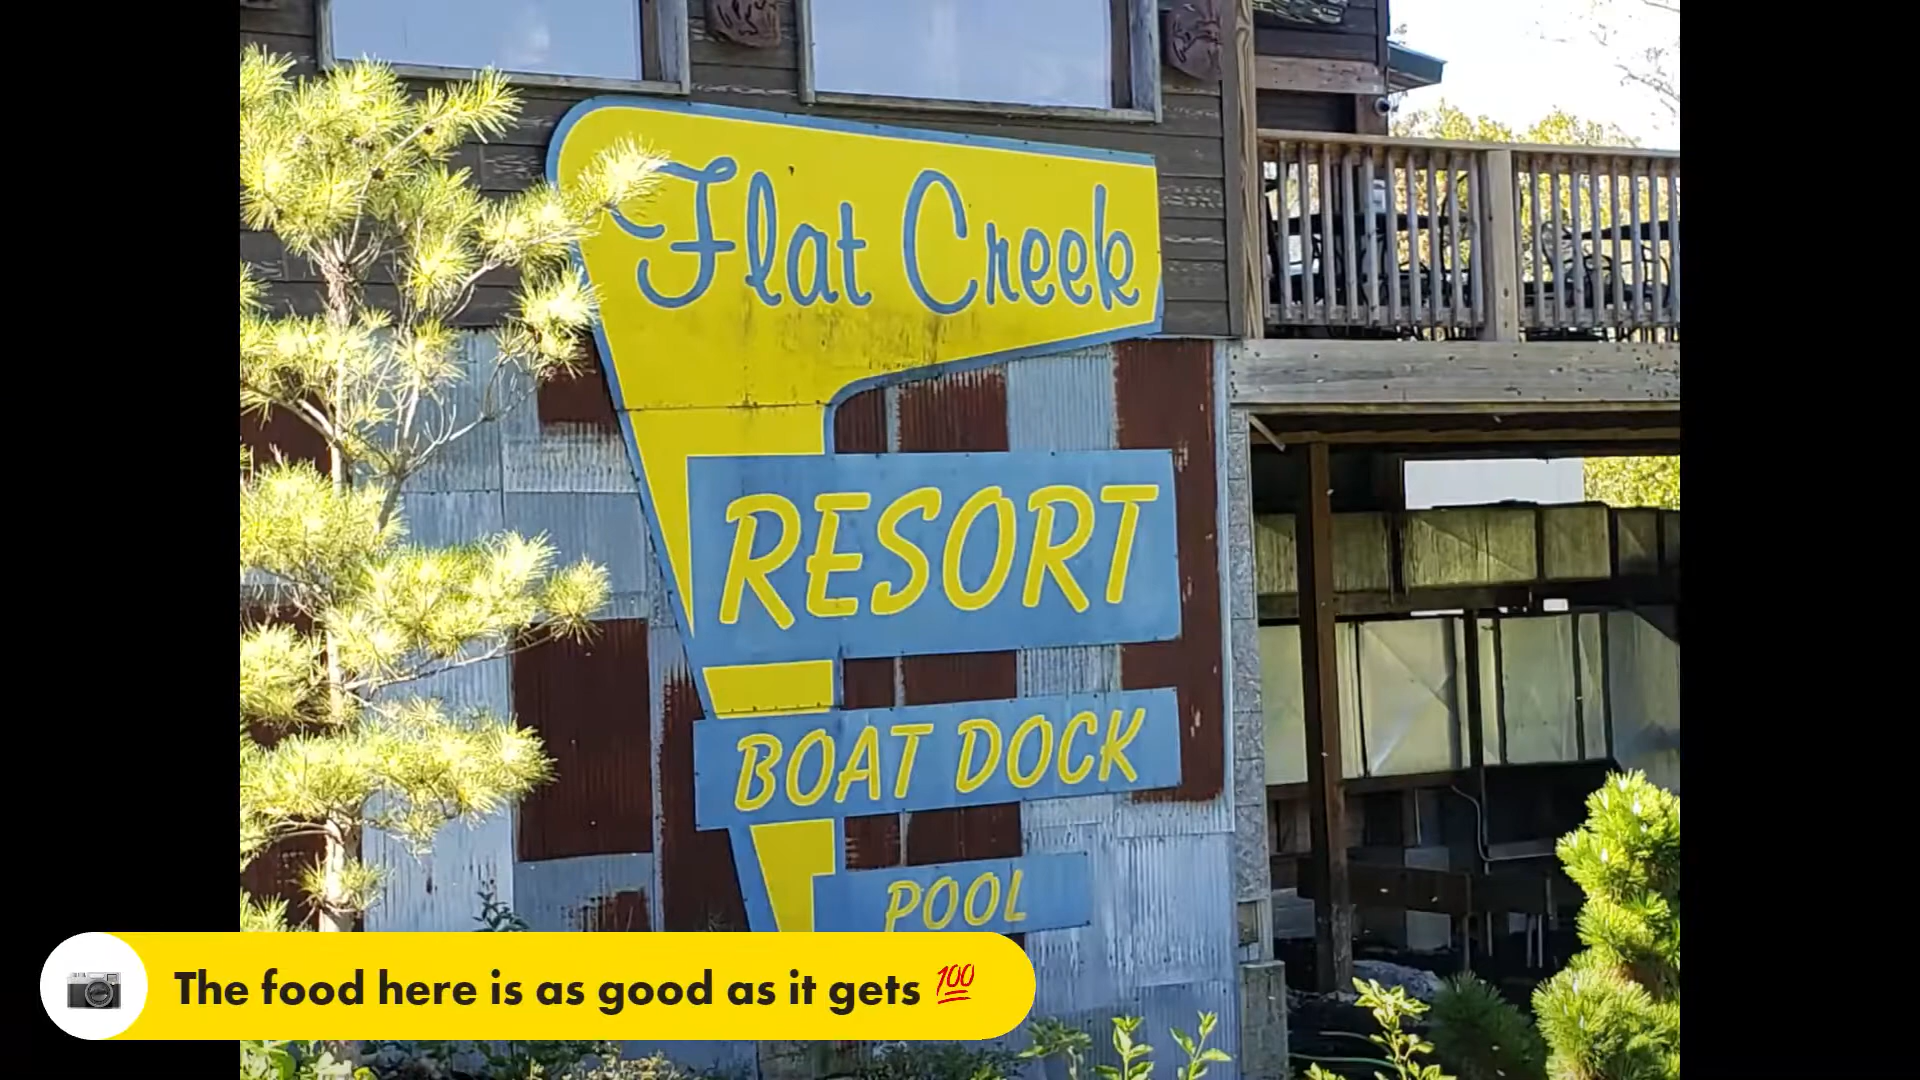 Flat Creek
RESORT
BOAT DOCK
POOL
The food here is as good as it gets 💯